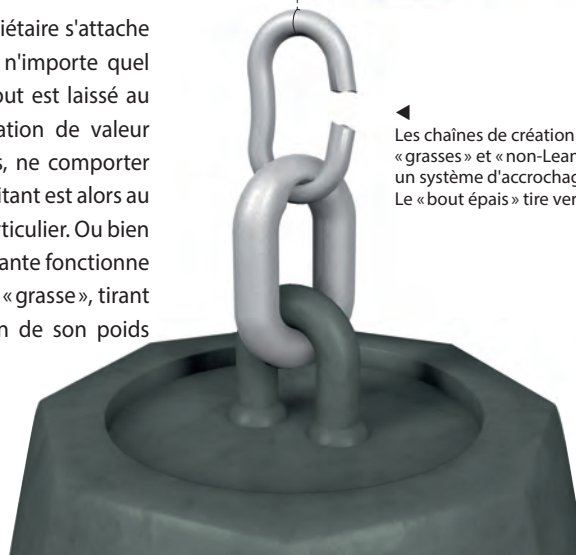 iétaire s'attache
n'importe quel
out est laissé au
ation de valeur
s, ne comporter
itant est alors au
ticulier. Ou bien
ante fonctionne
« grasse », tirant
n de son poids
◄
Les chaînes de création
« grasses » et « non-Lean
un système d'accrochag
Le « bout épais » tire ver